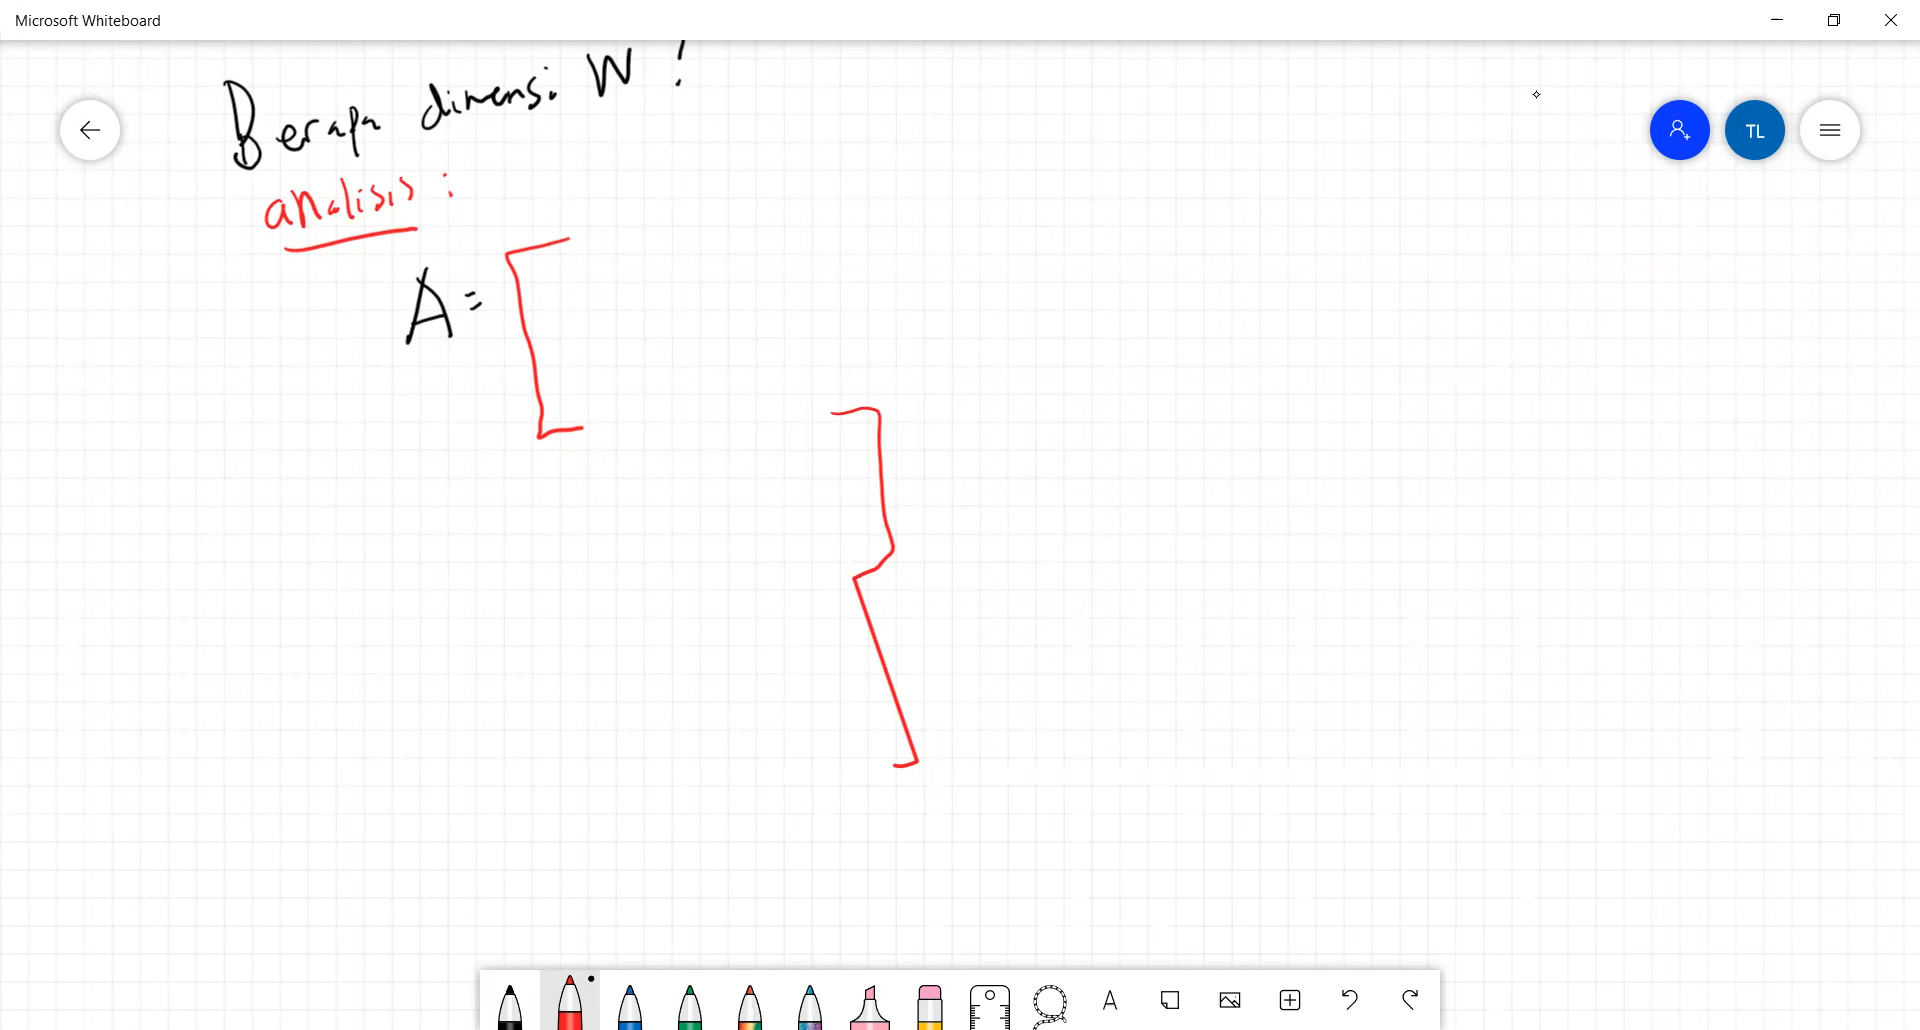 Microsoft Whiteboard
Berapa dimensi W ?
TL
analisis :
A = [ ]
A